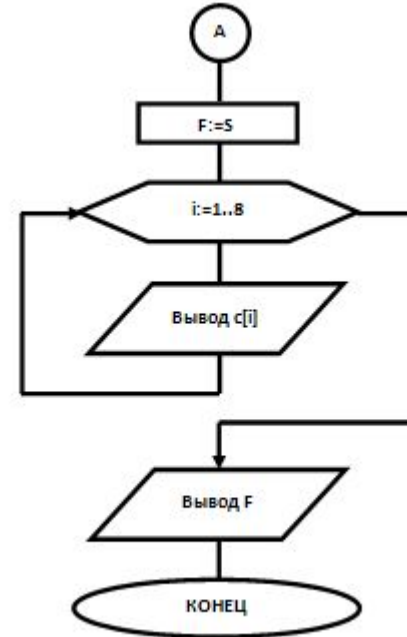 А
F:=S
i:=1..8
Вывод c[i]
Вывод F
КОНЕЦ